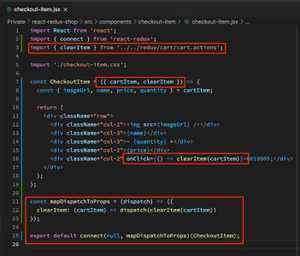 checkout-item.jsx
Private > react-redux-shop > src > components > checkout-item > checkout-item.jsx > ...
1 import React from 'react';
2 import { connect } from 'react-redux';
3 import { clearItem } from '../../redux/cart/cart.actions';
4
5 import './checkout-item.css';
6
7 const CheckoutItem = ({ cartItem, clearItem }) => {
8 const { imageUrl, name, price, quantity } = cartItem;
9
10 return (
11 <div className="row">
12 <div className="col-2"><img src={imageUrl} /></div>
13 <div className="col-3">{name}</div>
14 <div className="col-3"> {quantity} </div>
15 <div className="col-2">{price}</div>
16 <div className="col-2" onClick={() => clearItem(cartItem)}>&#10005;</div>
17 </div>
18 );
19 };
20
21 const mapDispatchToProps = (dispatch) => ({
22 clearItem: (cartItem) => dispatch(clearItem(cartItem))
23 });
24
25 export default connect(null, mapDispatchToProps)(CheckoutItem);
26